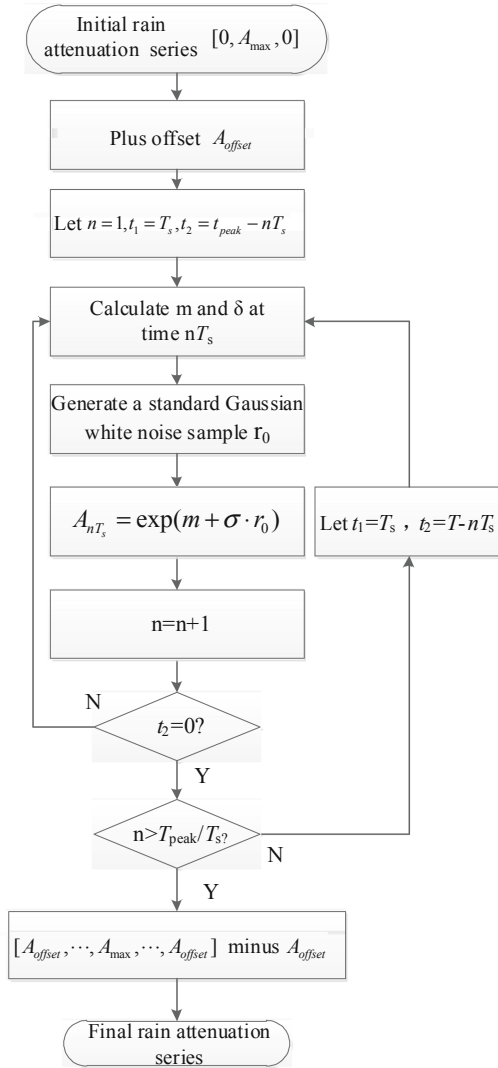 Initial rain
attenuation series [0, A_max, 0]
Plus offset A_offset
Let n = 1, t_1 = T_s, t_2 = t_peak − nT_s
Calculate m and δ at
time nT_s
Generate a standard Gaussian
white noise sample r_0
A_{nT_s} = exp(m + σ · r_0)
Let t_1=T_s , t_2=T-nT_s
n=n+1
N
t_2=0?
Y
n>T_peak/T_s?
N
Y
[A_offset, ⋯, A_max, ⋯, A_offset] minus A_offset
Final rain attenuation
series